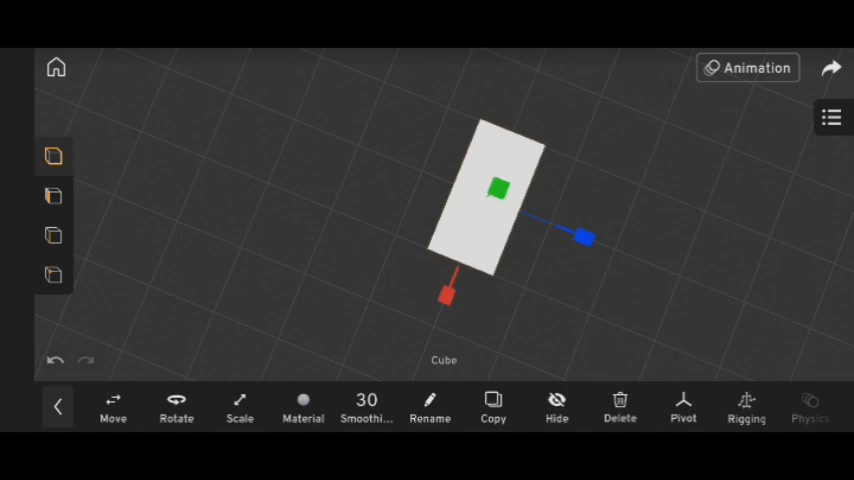 Animation
Cube
30
Move Rotate Scale Material Smoothi... Rename Copy Hide Delete Pivot Rigging Physics